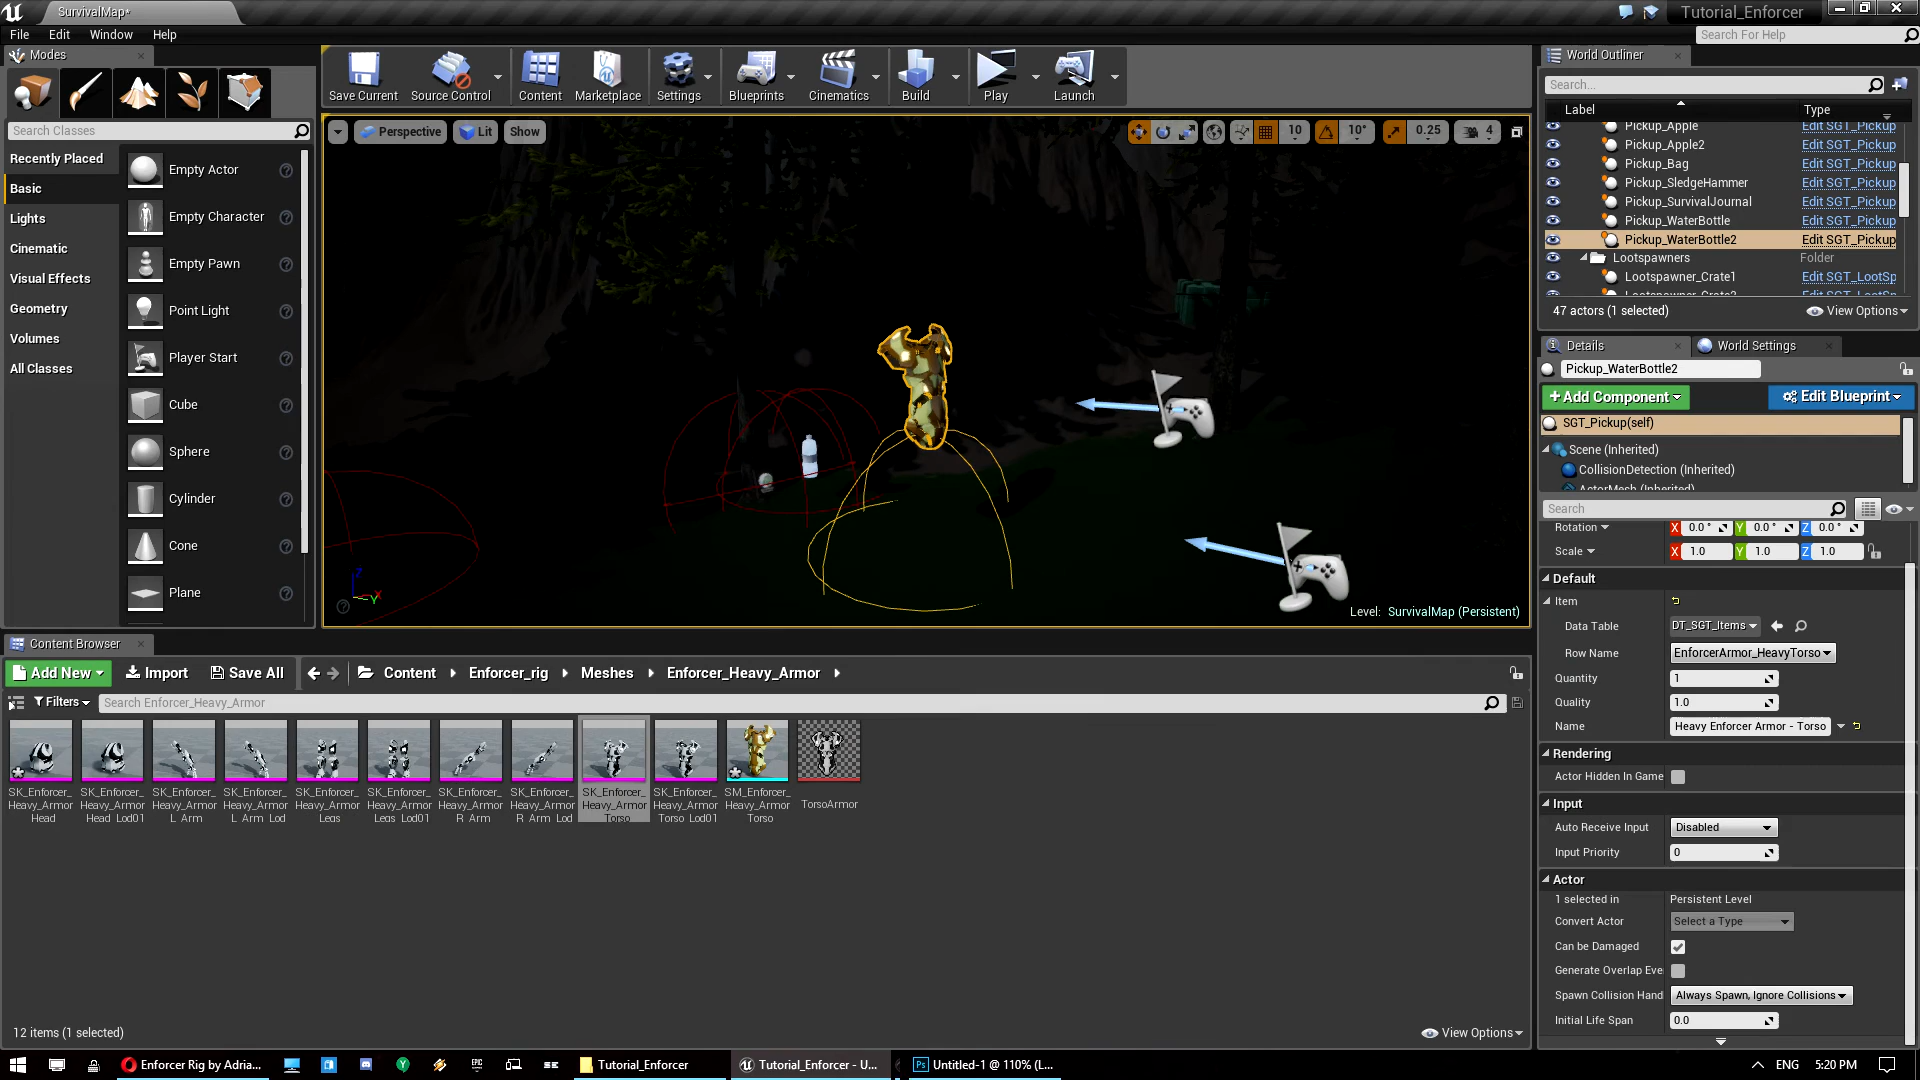 SurvivalMap*
Tutorial_Enforcer
File Edit Window Help
Search For Help
Modes
Search Classes
Recently Placed
Basic
Lights
Cinematic
Visual Effects
Geometry
Volumes
All Classes
Empty Actor
Empty Character
Empty Pawn
Point Light
Player Start
Cube
Sphere
Cylinder
Cone
Plane
Save Current Source Control Content Marketplace Settings Blueprints Cinematics Build Play Launch
Perspective Lit Show
10 10° 0.25 4
Level: SurvivalMap (Persistent)
World Outliner
Search...
Label Type
Pickup_Apple Edit SGT_Pickup
Pickup_Apple2 Edit SGT_Pickup
Pickup_Bag Edit SGT_Pickup
Pickup_SledgeHammer Edit SGT_Pickup
Pickup_SurvivalJournal Edit SGT_Pickup
Pickup_WaterBottle Edit SGT_Pickup
Pickup_WaterBottle2 Edit SGT_Pickup
Lootspawners Folder
Lootspawner_Crate1 Edit SGT_LootSp
47 actors (1 selected) View Options
Details World Settings
Pickup_WaterBottle2
+Add Component Edit Blueprint
SGT_Pickup(self)
Scene (Inherited)
CollisionDetection (Inherited)
ActorMesh (Inherited)
Search
Rotation X 0.0° Y 0.0° Z 0.0°
Scale X 1.0 Y 1.0 Z 1.0
Default
Item
Data Table DT_SGT_Items
Row Name EnforcerArmor_HeavyTorso
Quantity 1
Quality 1.0
Name Heavy Enforcer Armor - Torso
Rendering
Actor Hidden In Game
Input
Auto Receive Input Disabled
Input Priority 0
Actor
1 selected in Persistent Level
Convert Actor Select a Type
Can be Damaged
Generate Overlap Eve
Spawn Collision Hand Always Spawn, Ignore Collisions
Initial Life Span 0.0
Content Browser
Add New Import Save All Content Enforcer_rig Meshes Enforcer_Heavy_Armor
Filters Search Enforcer_Heavy_Armor
SK_Enforcer_ SK_Enforcer_ SK_Enforcer_ SK_Enforcer_ SK_Enforcer_ SK_Enforcer_ SK_Enforcer_ SK_Enforcer_ SK_Enforcer_ SK_Enforcer_ SM_Enforcer_ TorsoArmor
Heavy_Armor Heavy_Armor Heavy_Armor Heavy_Armor Heavy_Armor Heavy_Armor Heavy_Armor Heavy_Armor Heavy_Armor Heavy_Armor Heavy_Armor
Head Head_Lod01 L_Arm L_Arm_Lod Legs Legs_Lod01 R_Arm R_Arm_Lod Torso Torso_Lod01 Torso
12 items (1 selected) View Options
Enforcer Rig by Adria... Tutorial_Enforcer Tutorial_Enforcer - U... Untitled-1 @ 110% (L... ENG 5:20 PM